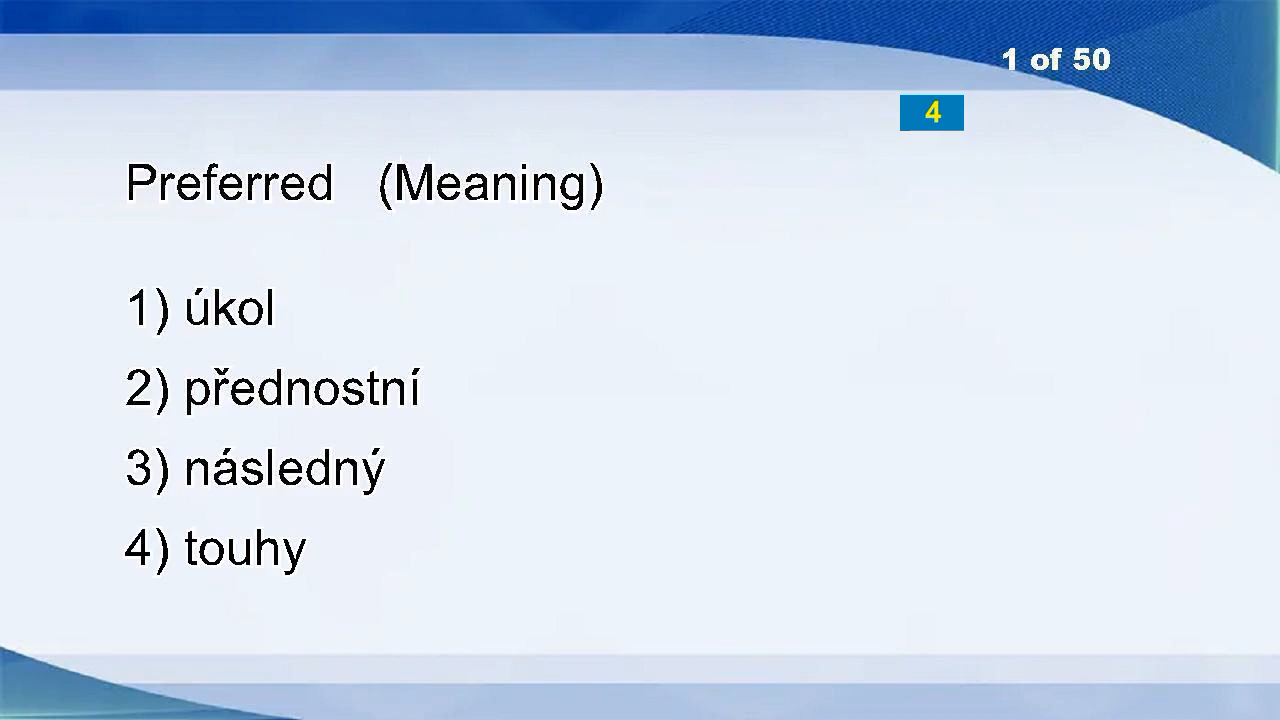 1 of 50
4
Preferred (Meaning)
1) úkol
2) přednostní
3) následný
4) touhy